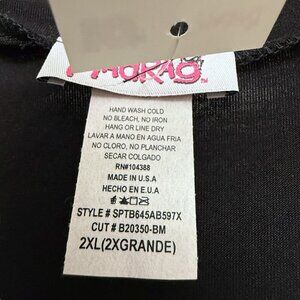 HAND WASH COLD
NO BLEACH, NO IRON
HANG OR LINE DRY
LAVAR A MANO EN AGUA FRIA
NO CLORO, NO PLANCHAR
SECAR COLGADO
RN#104388
MADE IN U.S.A
HECHO EN E.U.A
STYLE # SPTB645AB597X
CUT # B20350-BM
2XL(2XGRANDE)